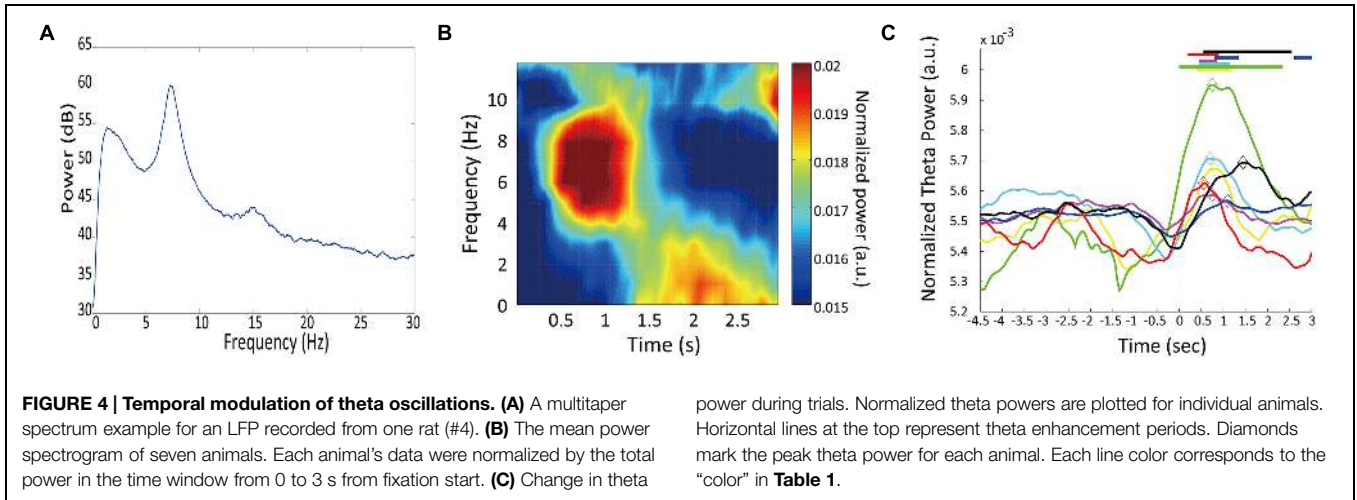 A
65
60
55
50
45
40
35
30
Power (dB)
0 5 10 15 20 25 30
Frequency (Hz)
B
10
8
6
4
2
0
Frequency (Hz)
0.5 1 1.5 2 2.5
Time (s)
0.02
0.019
0.018
0.017
0.016
0.015
Normalized power (a.u.)
C
x 10⁻³
6
5.9
5.8
5.7
5.6
5.5
5.4
5.3
5.2
Normalized Theta Power (a.u.)
-4.5 -4 -3.5 -3 -2.5 -2 -1.5 -1 -0.5 0 0.5 1 1.5 2 2.5 3
Time (sec)
FIGURE 4 | Temporal modulation of theta oscillations. (A) A multitaper
spectrum example for an LFP recorded from one rat (#4). (B) The mean power
spectrogram of seven animals. Each animal's data were normalized by the total
power in the time window from 0 to 3 s from fixation start. (C) Change in theta
power during trials. Normalized theta powers are plotted for individual animals.
Horizontal lines at the top represent theta enhancement periods. Diamonds
mark the peak theta power for each animal. Each line color corresponds to the
“color” in Table 1.